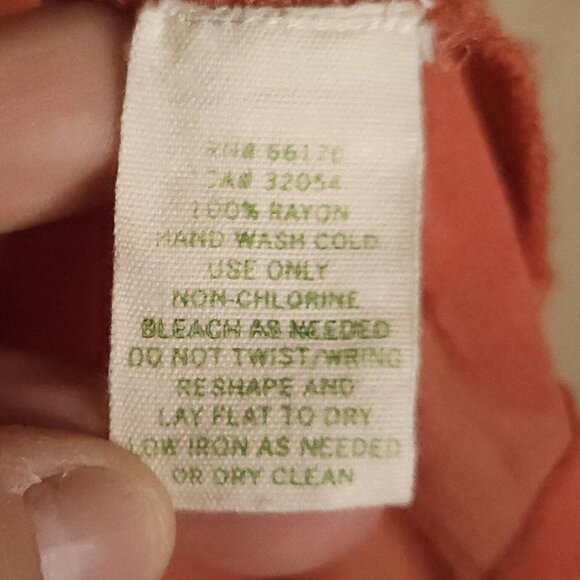 RN# 66170
CA# 32054
100% RAYON
HAND WASH COLD
USE ONLY
NON-CHLORINE
BLEACH AS NEEDED
DO NOT TWIST/WRING
RESHAPE AND
LAY FLAT TO DRY
LOW IRON AS NEEDED
OR DRY CLEAN